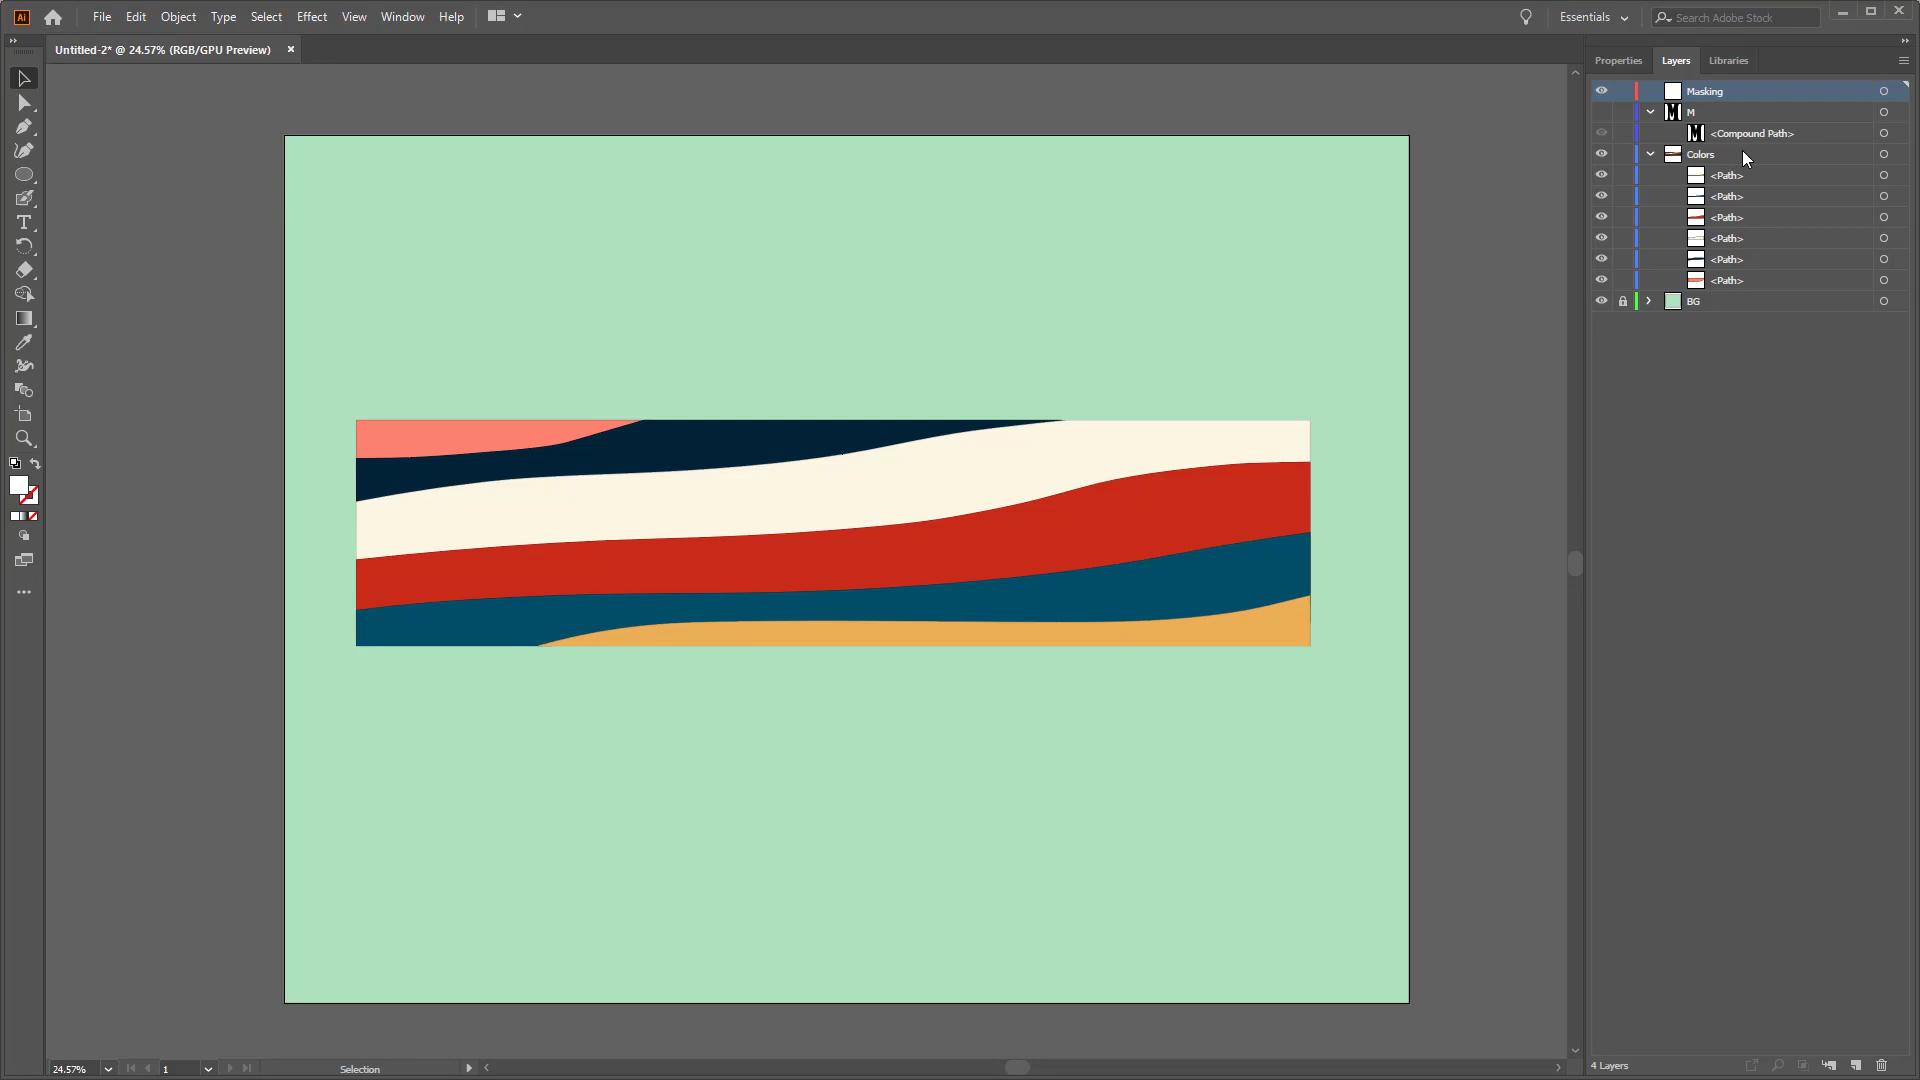 Ai File Edit Object Select Type Effect View Window Help Essentials Search Adobe Stock
Untitled-2* @ 24.57% (RGB/GPU Preview)
Properties Layers Libraries
Masking
M
<Compound Path>
Colors
<Path>
<Path>
<Path>
<Path>
<Path>
<Path>
BG
24.57% 1 Selection 4 Layers